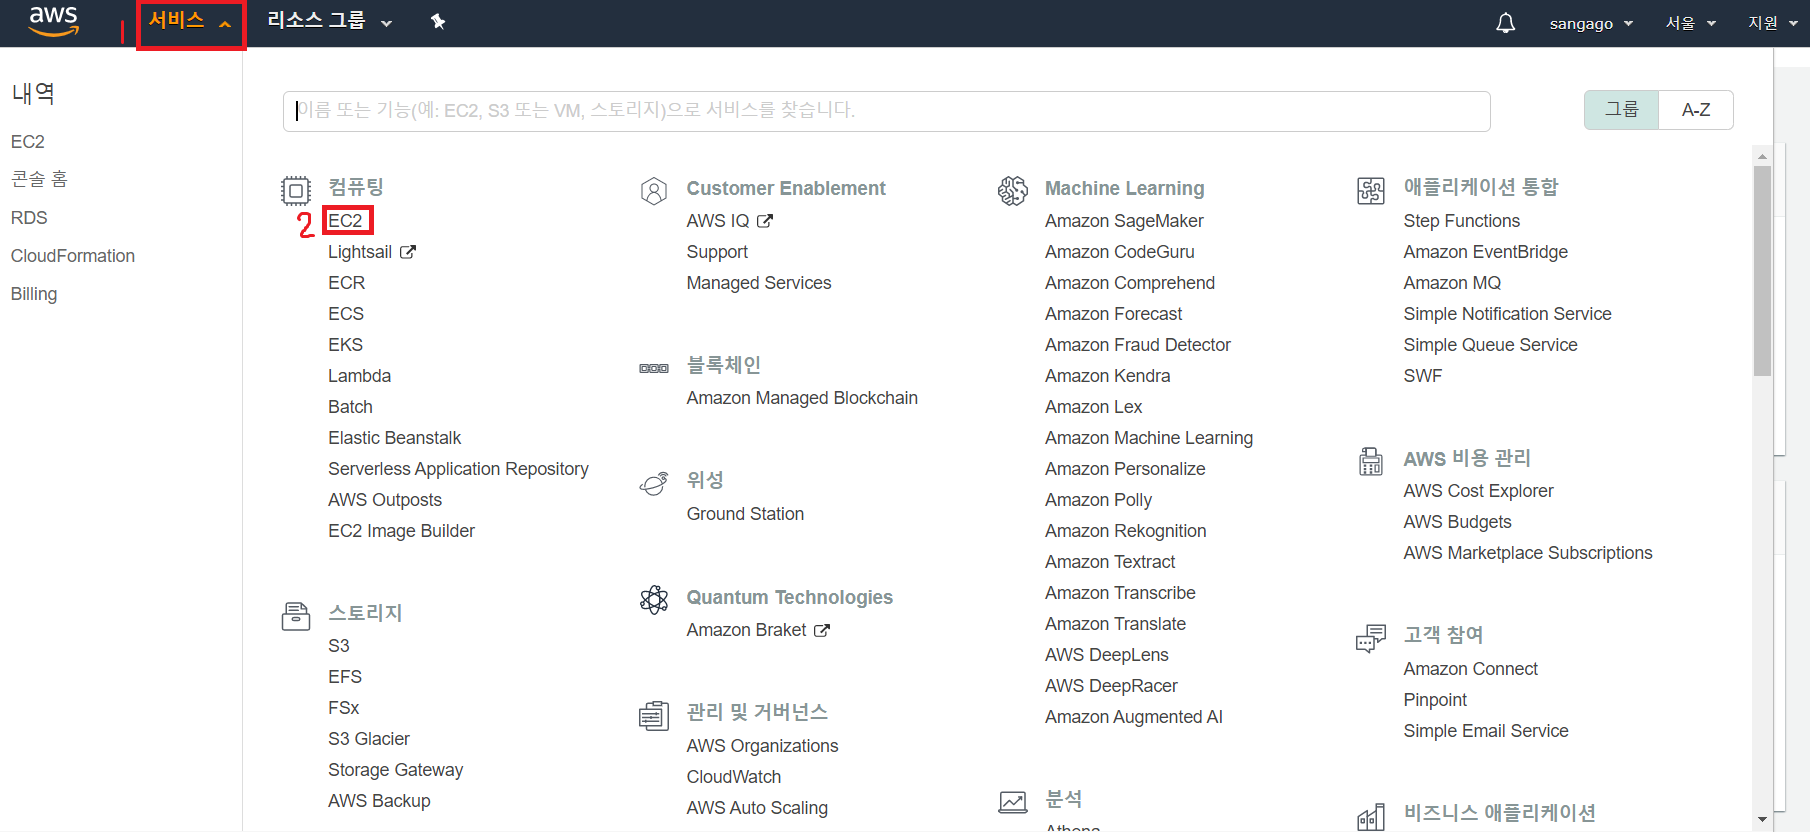 aws
서비스
리소스 그룹
sangago
서울
지원
내역
EC2
콘솔 홈
RDS
CloudFormation
Billing
이름 또는 기능(예: EC2, S3 또는 VM, 스토리지)으로 서비스를 찾습니다.
그룹
A-Z
컴퓨팅
2
EC2
Lightsail
ECR
ECS
EKS
Lambda
Batch
Elastic Beanstalk
Serverless Application Repository
AWS Outposts
EC2 Image Builder
스토리지
S3
EFS
FSx
S3 Glacier
Storage Gateway
AWS Backup
Customer Enablement
AWS IQ
Support
Managed Services
블록체인
Amazon Managed Blockchain
위성
Ground Station
Quantum Technologies
Amazon Braket
관리 및 거버넌스
AWS Organizations
CloudWatch
AWS Auto Scaling
Machine Learning
Amazon SageMaker
Amazon CodeGuru
Amazon Comprehend
Amazon Forecast
Amazon Fraud Detector
Amazon Kendra
Amazon Lex
Amazon Machine Learning
Amazon Personalize
Amazon Polly
Amazon Rekognition
Amazon Textract
Amazon Transcribe
Amazon Translate
AWS DeepLens
AWS DeepRacer
Amazon Augmented AI
분석
Athena
애플리케이션 통합
Step Functions
Amazon EventBridge
Amazon MQ
Simple Notification Service
Simple Queue Service
SWF
AWS 비용 관리
AWS Cost Explorer
AWS Budgets
AWS Marketplace Subscriptions
고객 참여
Amazon Connect
Pinpoint
Simple Email Service
비즈니스 애플리케이션